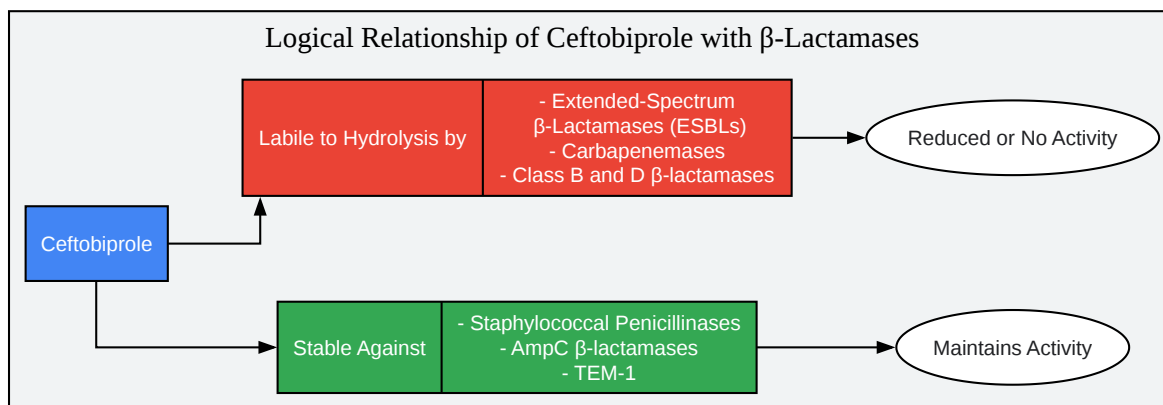 Logical Relationship of Ceftobiprole with β-Lactamases
Labile to Hydrolysis by
- Extended-Spectrum
β-Lactamases (ESBLs)
- Carbapenemases
- Class B and D β-lactamases
Reduced or No Activity
Ceftobiprole
Stable Against
- Staphylococcal Penicillinases
- AmpC β-lactamases
- TEM-1
Maintains Activity